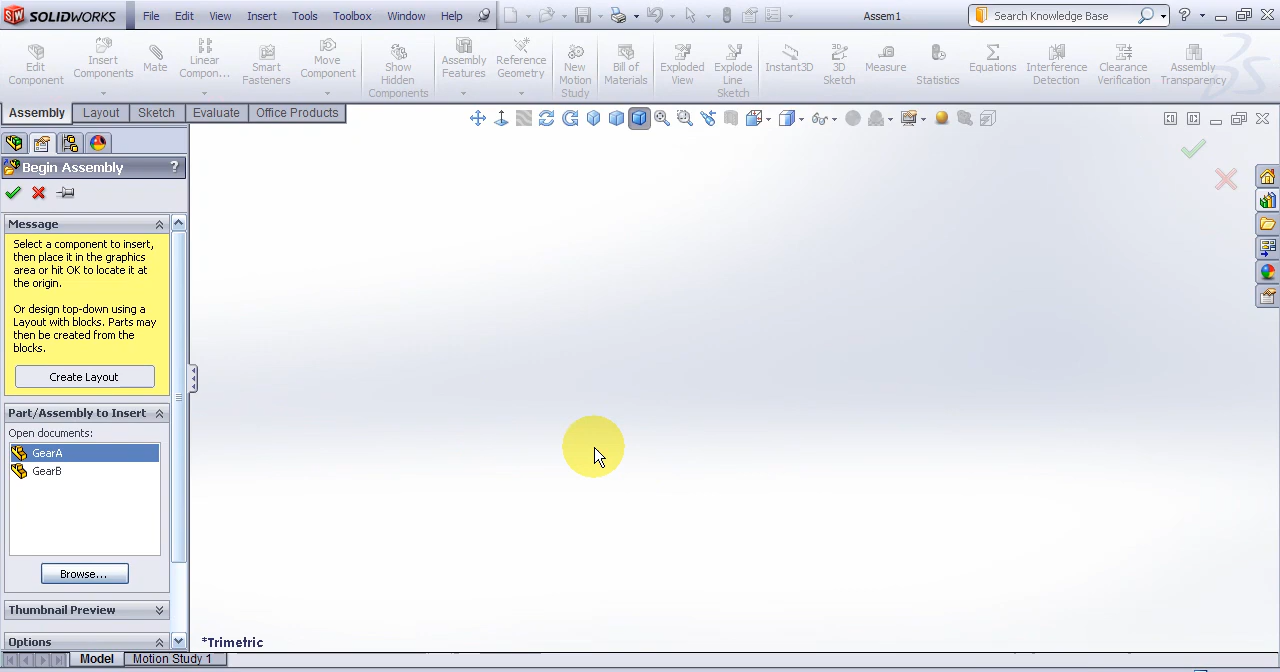 SOLIDWORKS File Edit View Insert Tools Toolbox Window Help Assem1 Search Knowledge Base ?
Edit Component
Insert Components
Mate
Linear Compon...
Smart Fasteners
Move Component
Show Hidden Components
Assembly Features
Reference Geometry
New Motion Study
Bill of Materials
Exploded View
Explode Line Sketch
Instant3D
3D Sketch
Measure
Statistics
Equations
Interference Detection
Clearance Verification
Assembly Transparency
Assembly Layout Sketch Evaluate Office Products
Begin Assembly ?
Message
Select a component to insert,
then place it in the graphics
area or hit OK to locate it at
the origin.
Or design top-down using a
Layout with blocks. Parts may
then be created from the
blocks.
Create Layout
Part/Assembly to Insert
Open documents:
GearA
GearB
Browse...
Thumbnail Preview
Options
*Trimetric
Model Motion Study 1